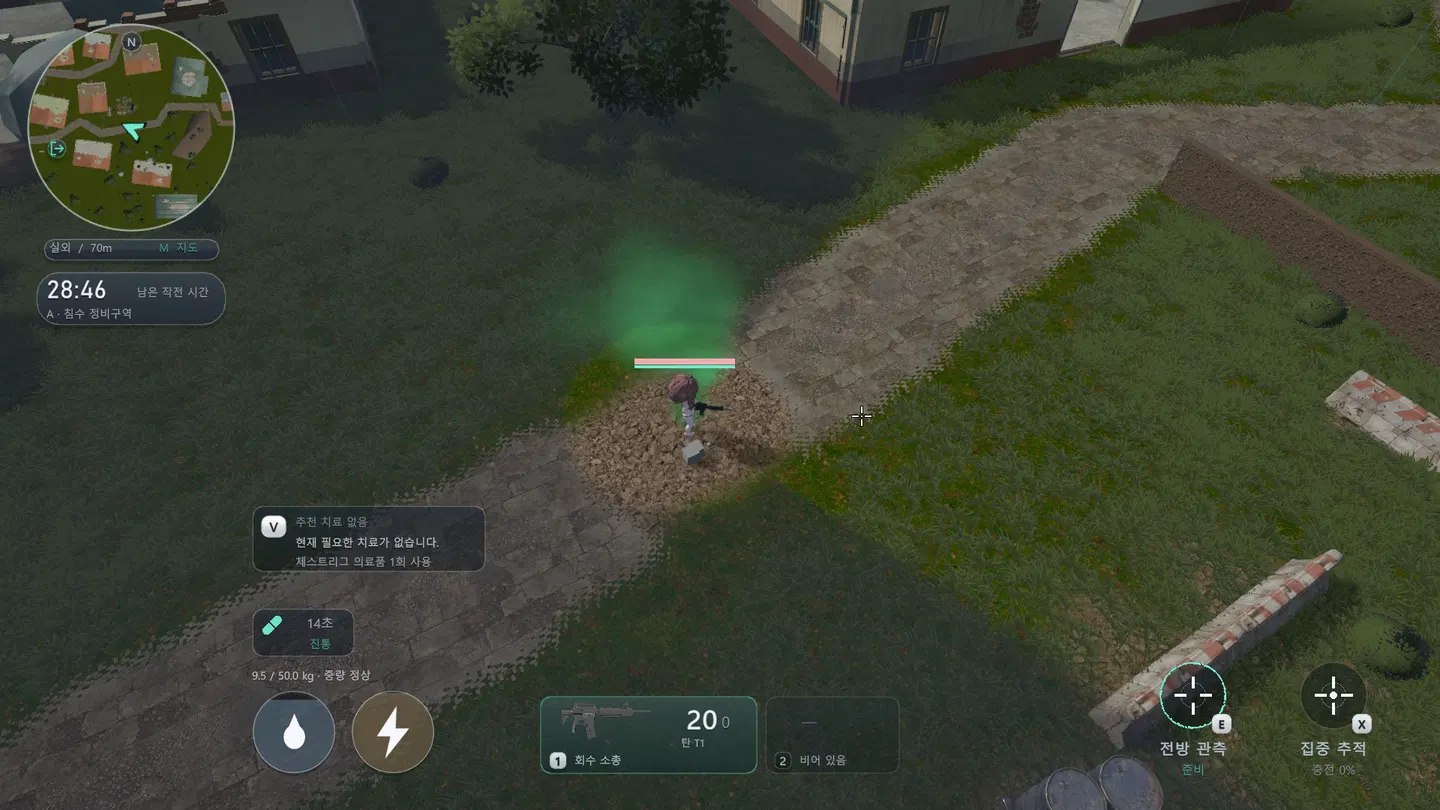 N
실외 / 70m M 지도
28:46 남은 작전 시간
A · 침수 정비구역
V 추천 치료 없음
현재 필요한 치료가 없습니다.
체스트리그 의료품 1회 사용
14초
진통
9.5 / 50.0 kg · 중량 정상
20 0
탄 T1
1 회수 소총
2 비어 있음
E
전방 관측
준비
X
집중 추적
충전 0%